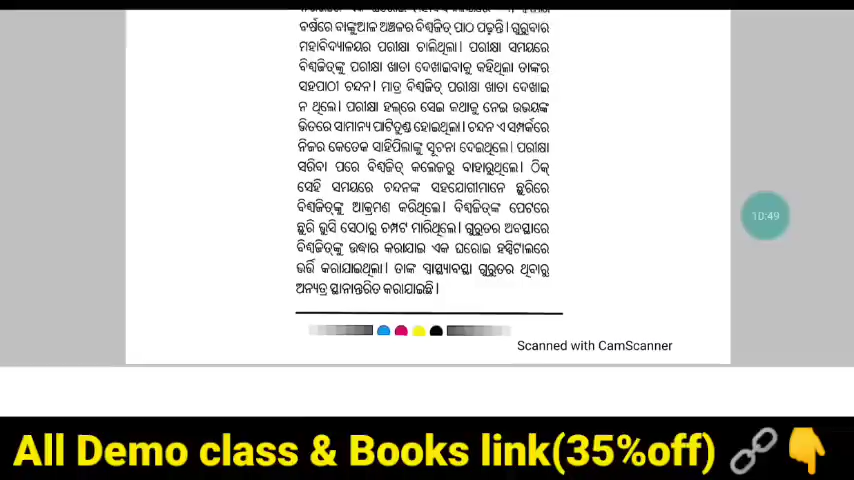 ବର୍ଷରେ ବାଙ୍କୁଆଳ ଅଞ୍ଚଳର ବିଶ୍ୱଜିତ୍ ପାଠ ପଢ଼ନ୍ତି। ଗୁରୁବାର
ମହାବିଦ୍ୟାଳୟର ପରୀକ୍ଷା ଚାଲିଥିଲା। ପରୀକ୍ଷା ସମୟରେ
ବିଶ୍ୱଜିତ୍‌ଙ୍କୁ ପରୀକ୍ଷା ଖାତା ଦେଖାଇବାକୁ କହିଥିଲା ତାଙ୍କର
ସହପାଠୀ ଚନ୍ଦନ। ମାତ୍ର ବିଶ୍ୱଜିତ୍ ପରୀକ୍ଷା ଖାତା ଦେଖାଇ
ନ ଥିଲେ। ପରୀକ୍ଷା ହଲ୍‌ରେ ସେଇ କଥାକୁ ନେଇ ଉଭୟଙ୍କ
ଭିତରେ ସାମାନ୍ୟ ପାଟିତୁଣ୍ଡ ହୋଇଥିଲା। ଚନ୍ଦନ ଏ ସମ୍ପର୍କରେ
ନିଜର କେତେକ ସାହିପିଲାଙ୍କୁ ସୂଚନା ଦେଇଥିଲେ। ପରୀକ୍ଷା
ସରିବା ପରେ ବିଶ୍ୱଜିତ୍ କଲେଜରୁ ବାହାରୁଥିଲେ। ଠିକ୍
ସେହି ସମୟରେ ଚନ୍ଦନଙ୍କ ସହଯୋଗୀମାନେ ଛୁରିରେ
ବିଶ୍ୱଜିତ୍‌ଙ୍କୁ ଆକ୍ରମଣ କରିଥିଲେ। ବିଶ୍ୱଜିତ୍‌ଙ୍କ ପେଟରେ
ଛୁରି ଭୁସି ସେଠାରୁ ଚମ୍ପଟ ମାରିଥିଲେ। ଗୁରୁତର ଅବସ୍ଥାରେ
ବିଶ୍ୱଜିତ୍‌ଙ୍କୁ ଉଦ୍ଧାର କରାଯାଇ ଏକ ଘରୋଇ ହସ୍ପିଟାଲରେ
ଭର୍ତ୍ତି କରାଯାଇଥିଲା। ତାଙ୍କ ସ୍ୱାସ୍ଥ୍ୟାବସ୍ଥା ଗୁରୁତର ଥିବାରୁ
ଅନ୍ୟତ୍ର ସ୍ଥାନାନ୍ତରିତ କରାଯାଇଛି।
10:49
Scanned with CamScanner
All Demo class & Books link(35%off) 🔗👇